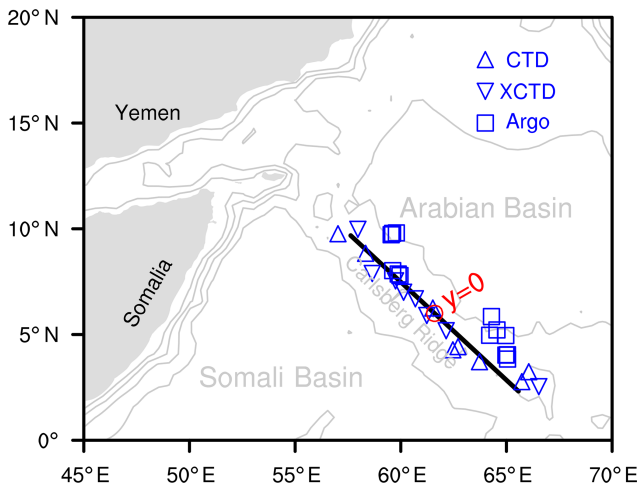 20° N
15° N
10° N
5° N
0°
45° E
50° E
55° E
60° E
65° E
70° E
CTD
XCTD
Argo
Yemen
Somalia
Arabian Basin
Carlsberg Ridge
Somali Basin
y=0